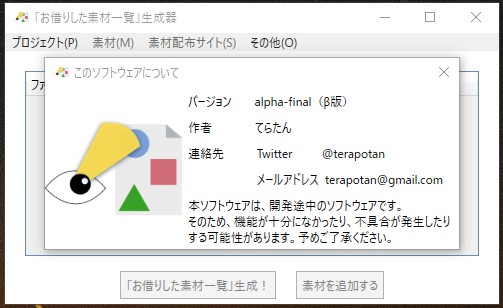 「お借りした素材一覧」生成器
プロジェクト(P) 素材(M) 素材配布サイト(S) その他(O)
このソフトウェアについて
バージョン alpha-final（β版）
作者 てらたん
連絡先 Twitter @terapotan
メールアドレス terapotan@gmail.com
本ソフトウェアは、開発途中のソフトウェアです。
そのため、機能が十分になかったり、不具合が発生したり
する可能性があります。予めご了承ください。
「お借りした素材一覧」生成！ 素材を追加する